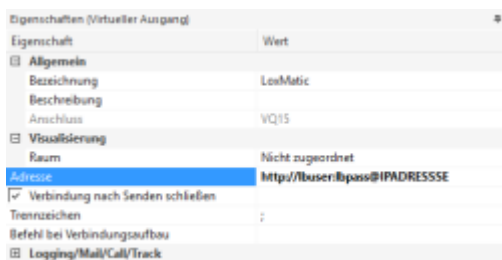 Eigenschaften (Virtueller Ausgang)
Eigenschaft Wert
Allgemein
Bezeichnung LoxMatic
Beschreibung
Anschluss VQ15
Visualisierung
Raum Nicht zugeordnet
Adresse http://lbuser:lbpass@IPADRESSSE
Verbindung nach Senden schließen
Trennzeichen ;
Befehl bei Verbindungsaufbau
Logging/Mail/Call/Track